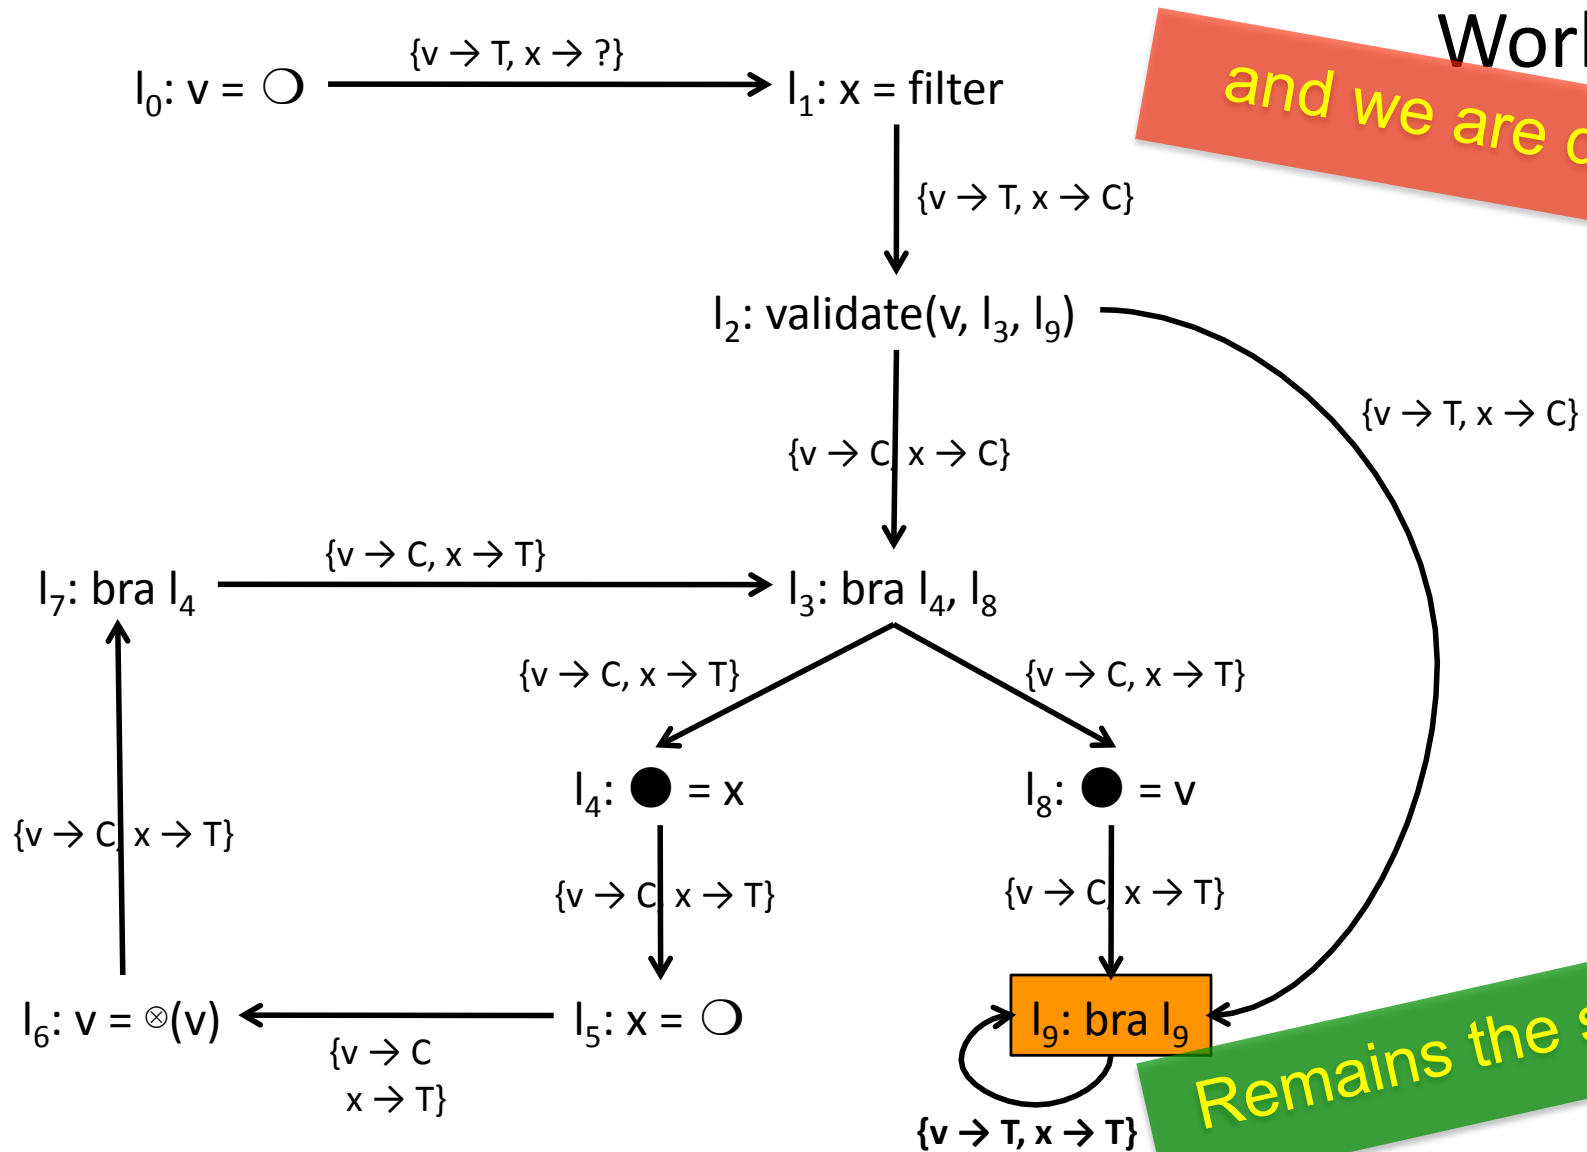 Worl
and we are c
l₀: v = ❍
{v → T, x → ?}
l₁: x = filter
{v → T, x → C}
l₂: validate(v, l₃, l₉)
{v → T, x → C}
{v → C, x → C}
l₇: bra l₄
{v → C, x → T}
l₃: bra l₄, l₈
{v → C, x → T}
{v → C, x → T}
l₄: ● = x
l₈: ● = v
{v → C, x → T}
{v → C, x → T}
{v → C, x → T}
l₆: v = ⊗(v)
{v → C
x → T}
l₅: x = ❍
l₉: bra l₉
{v → T, x → T}
Remains the s